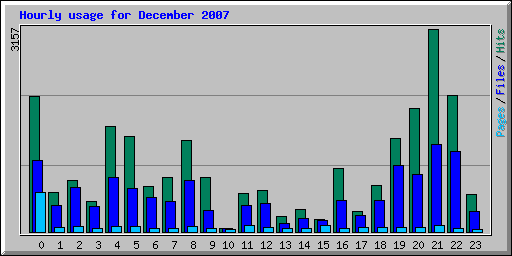 Hourly usage for December 2007
3157
Pages / Files / Hits
0 1 2 3 4 5 6 7 8 9 10 11 12 13 14 15 16 17 18 19 20 21 22 23